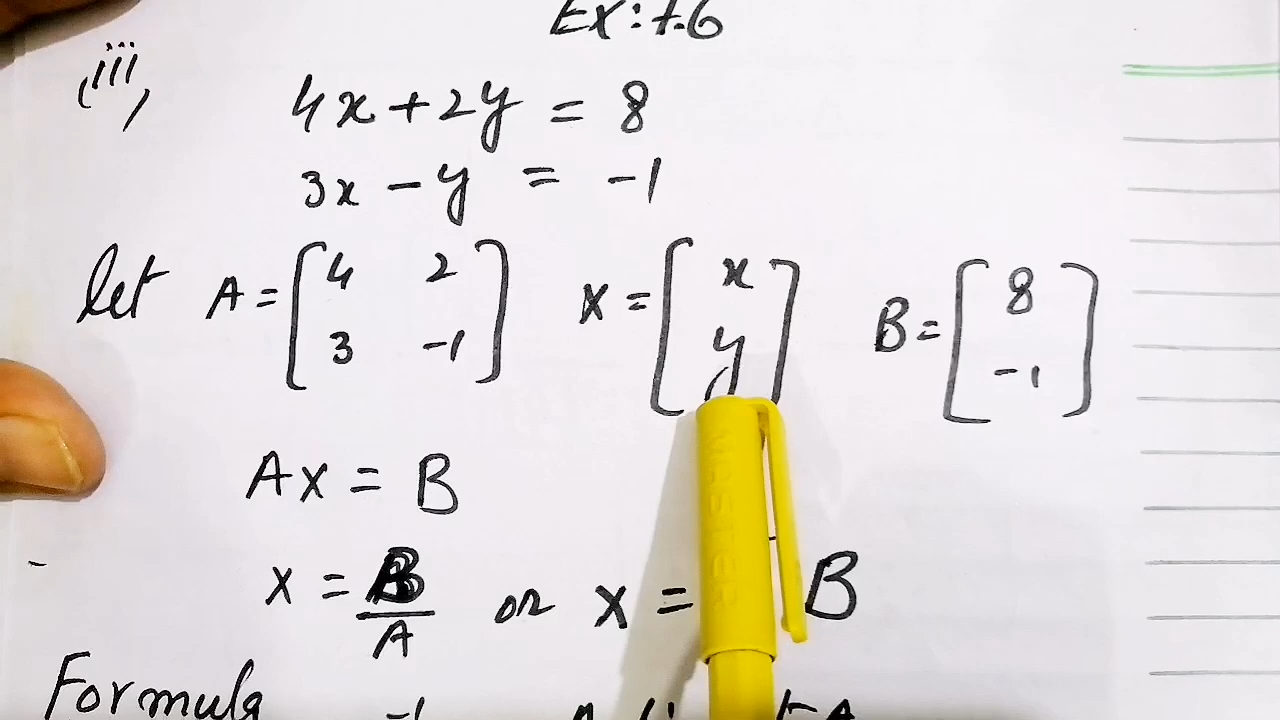 Ex: 7.6
(iii)
4x + 2y = 8
3x - y = -1
let A = [4 2 3 -1] X = [x y] B = [8 -1]
AX = B
X = B/A or X = B
Formula
-1